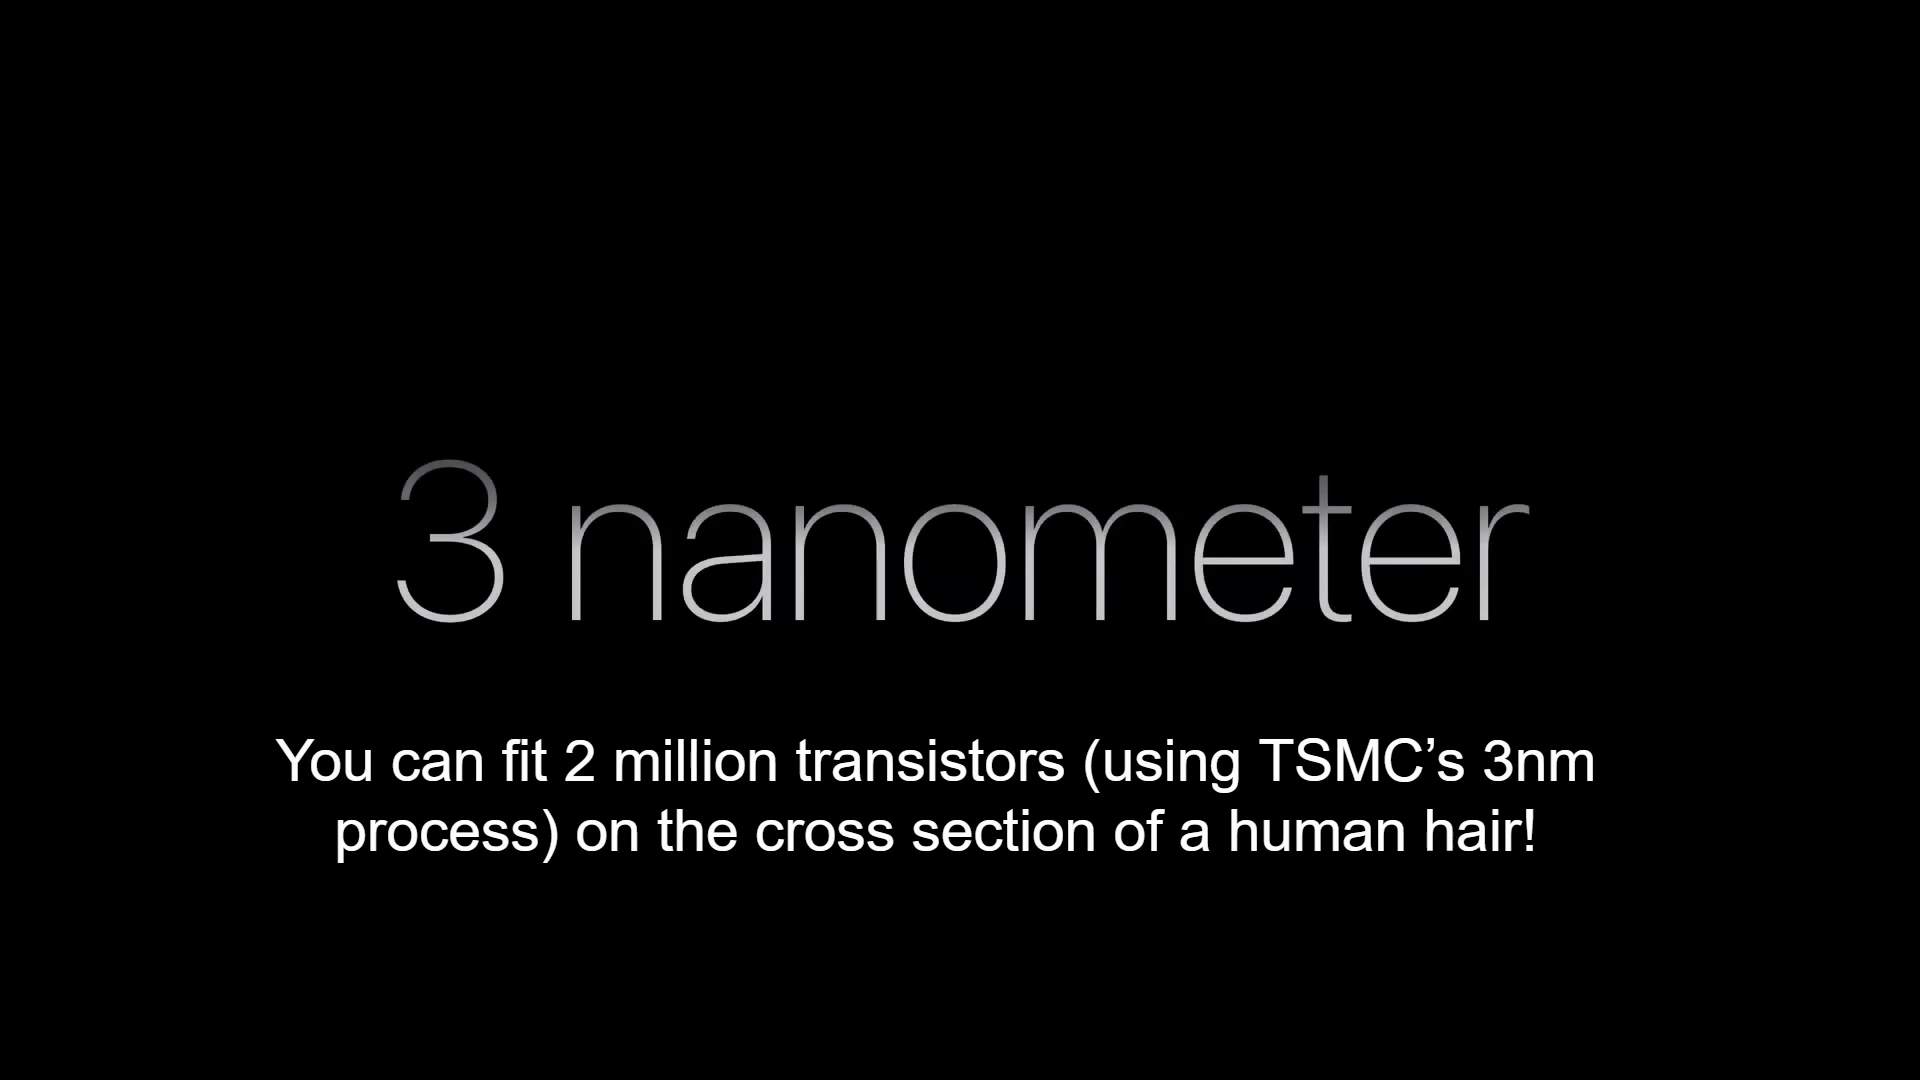 3 nanometer
You can fit 2 million transistors (using TSMC’s 3nm
process) on the cross section of a human hair!